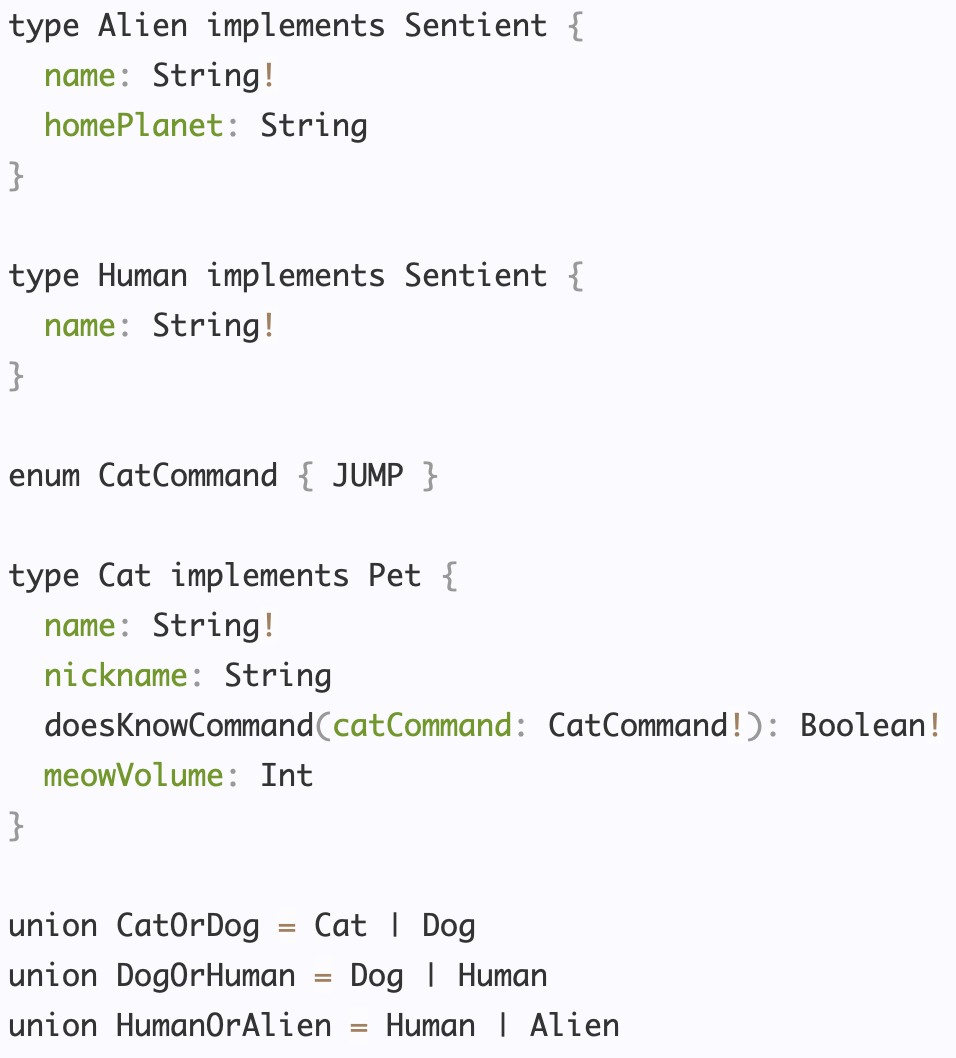 type Alien implements Sentient {
  name: String!
  homePlanet: String
}

type Human implements Sentient {
  name: String!
}

enum CatCommand { JUMP }

type Cat implements Pet {
  name: String!
  nickname: String
  doesKnowCommand(catCommand: CatCommand!): Boolean!
  meowVolume: Int
}

union CatOrDog = Cat | Dog
union DogOrHuman = Dog | Human
union HumanOrAlien = Human | Alien